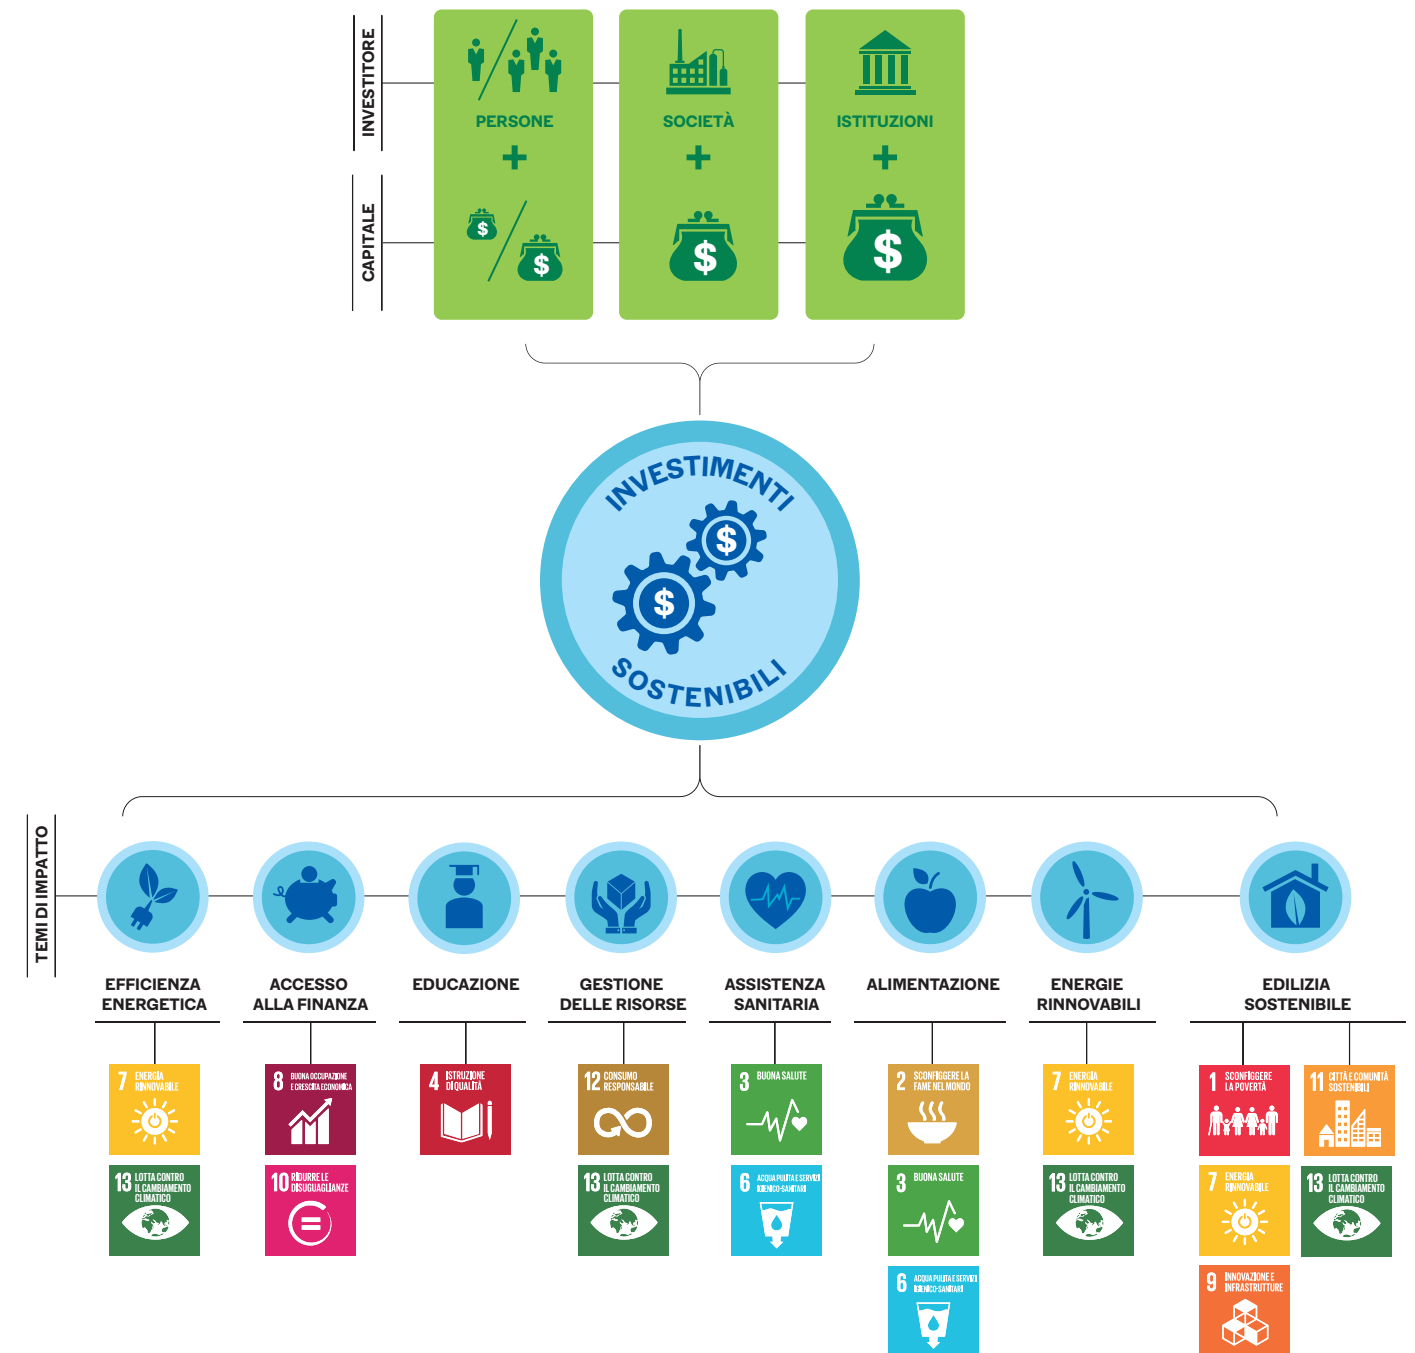 INVESTITORE
PERSONE
SOCIETÀ
ISTITUZIONI
+
+
+
CAPITALE
$
$
$
$
INVESTIMENTI
$
$
SOSTENIBILI
TEMI DI IMPATTO
EFFICIENZA
ENERGETICA
ACCESSO
ALLA FINANZA
EDUCAZIONE
GESTIONE
DELLE RISORSE
ASSISTENZA
SANITARIA
ALIMENTAZIONE
ENERGIE
RINNOVABILI
EDILIZIA
SOSTENIBILE
7 ENERGIA
RINNOVABILE
13 LOTTA CONTRO
IL CAMBIAMENTO
CLIMATICO
8 BUONA OCCUPAZIONE
E CRESCITA ECONOMICA
10 RIDURRE LE
DISUGUAGLIANZE
4 ISTRUZIONE
DI QUALITÀ
12 CONSUMO
RESPONSABILE
13 LOTTA CONTRO
IL CAMBIAMENTO
CLIMATICO
3 BUONA SALUTE
6 ACQUA PULITA E SERVIZI
IGIENICO-SANITARI
2 SCONFIGGERE LA
FAME NEL MONDO
3 BUONA SALUTE
6 ACQUA PULITA E SERVIZI
IGIENICO-SANITARI
7 ENERGIA
RINNOVABILE
13 LOTTA CONTRO
IL CAMBIAMENTO
CLIMATICO
1 SCONFIGGERE
LA POVERTÀ
11 CITTÀ E COMUNITÀ
SOSTENIBILI
7 ENERGIA
RINNOVABILE
13 LOTTA CONTRO
IL CAMBIAMENTO
CLIMATICO
9 INNOVAZIONE E
INFRASTRUTTURE